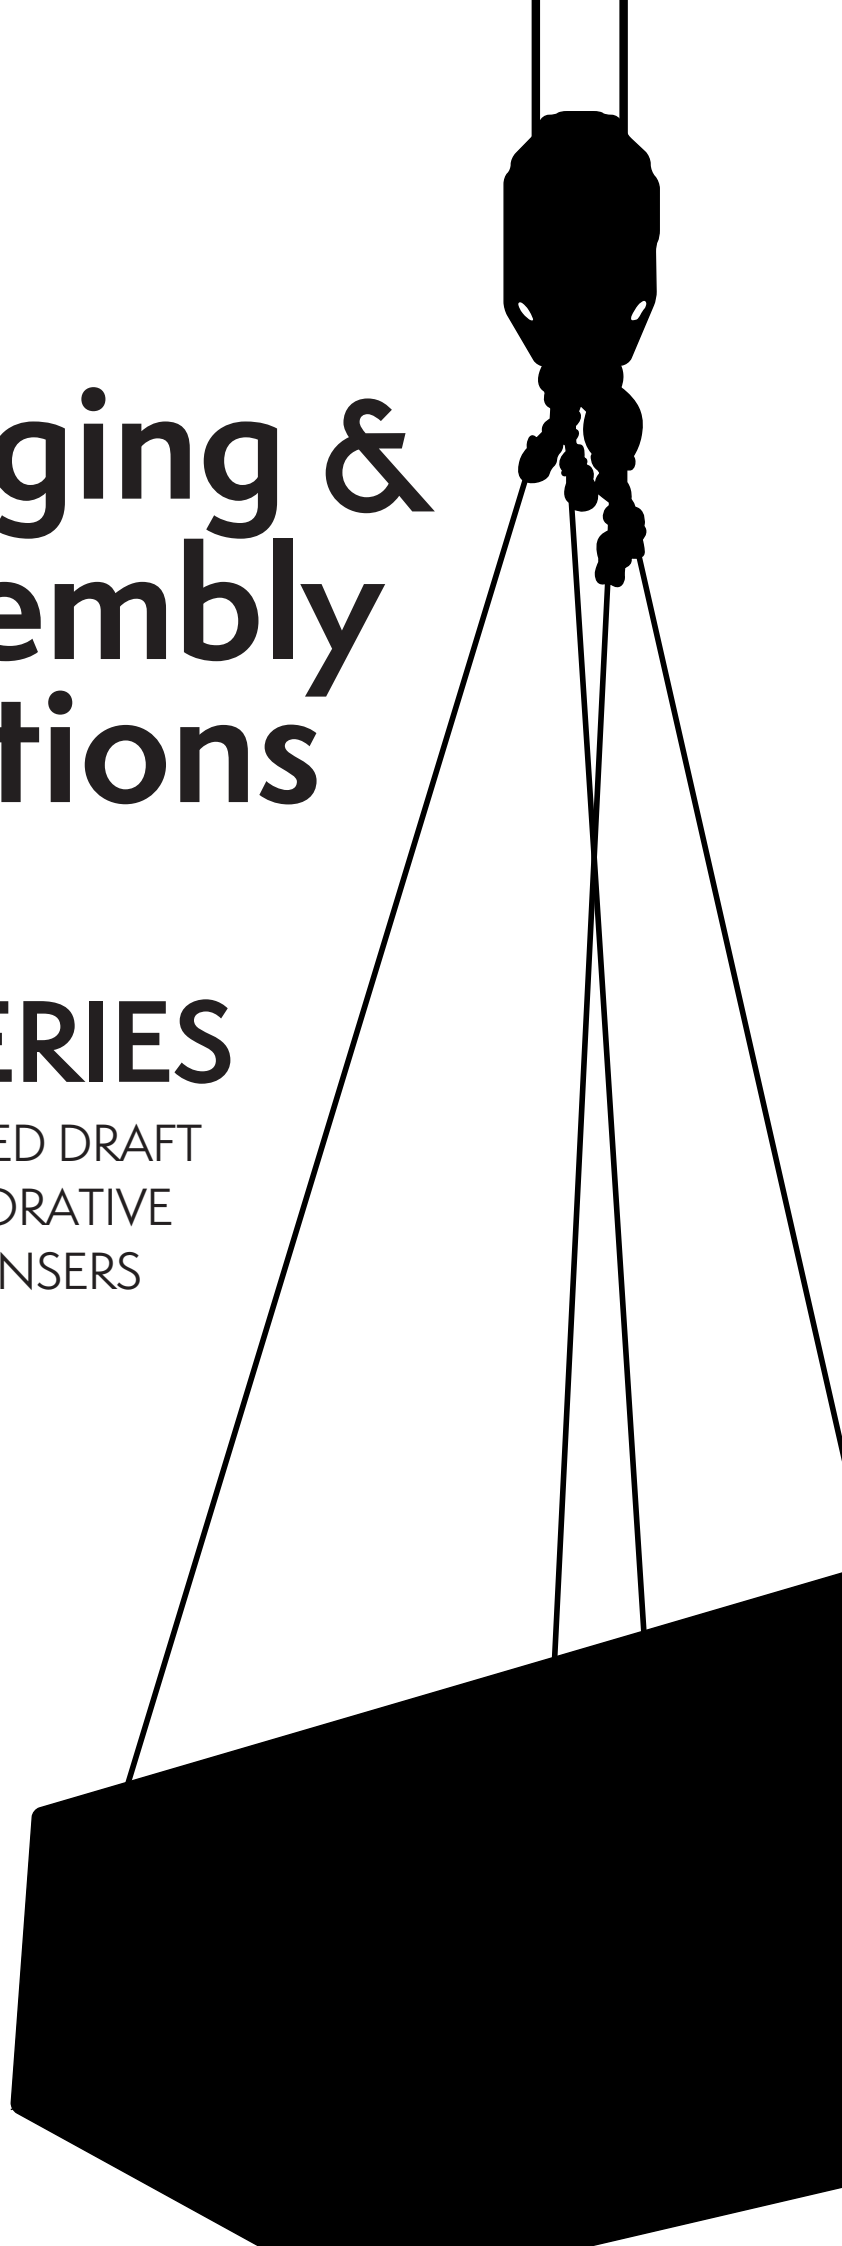 ging &
embly
tions
ERIES
ED DRAFT
ORATIVE
NSERS